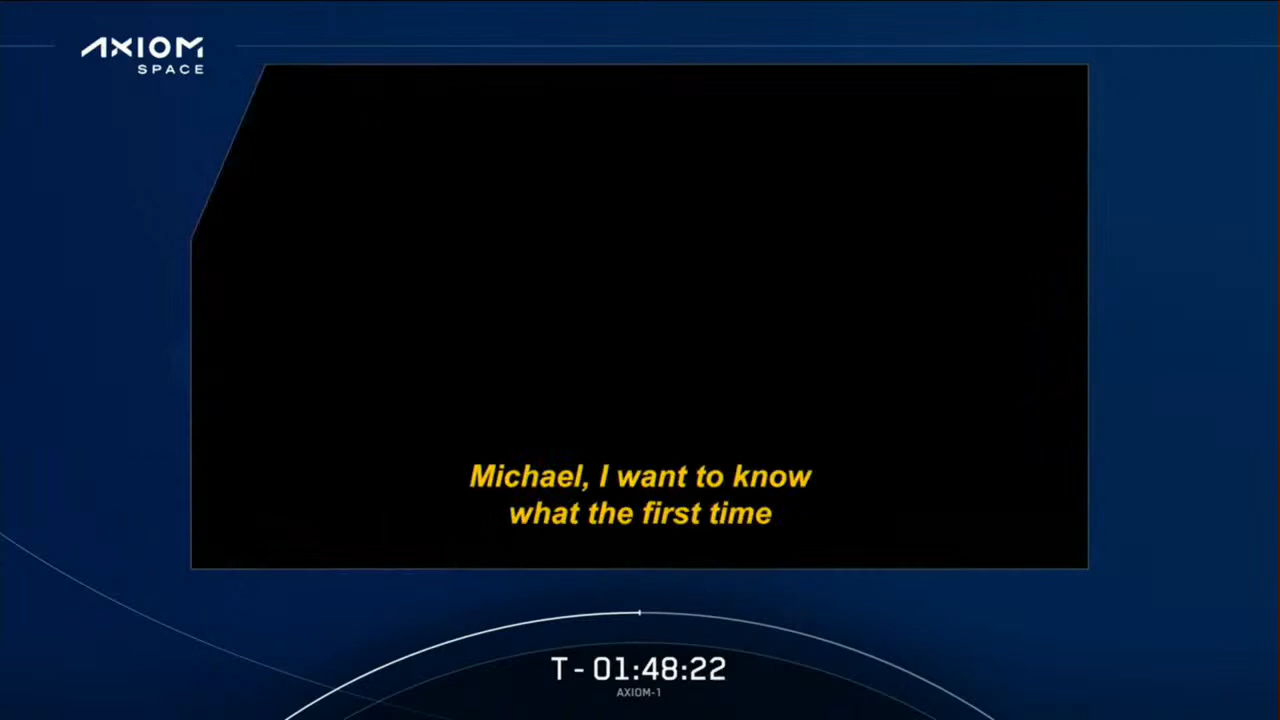 AXIOM
SPACE
Michael, I want to know
what the first time
T - 01:48:22
AXIOM-1